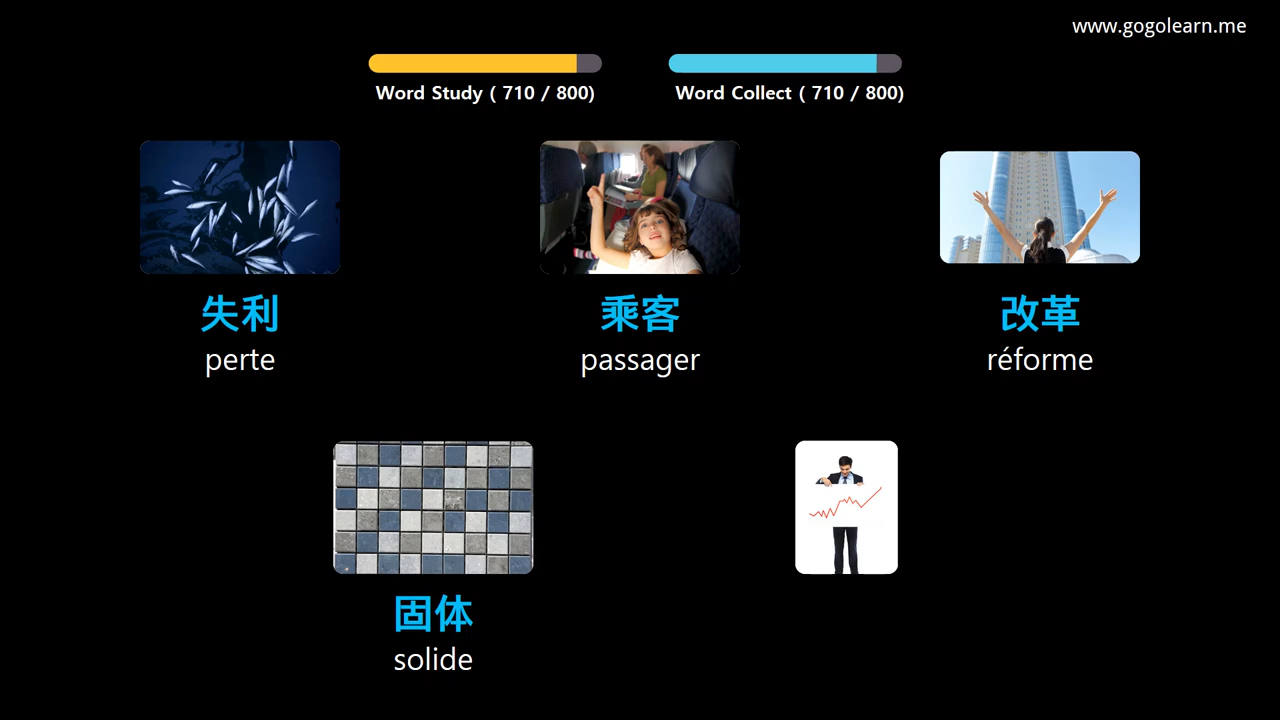 www.gogolearn.me
Word Study ( 710 / 800)
Word Collect ( 710 / 800)
失利
perte
乘客
passager
改革
réforme
固体
solide